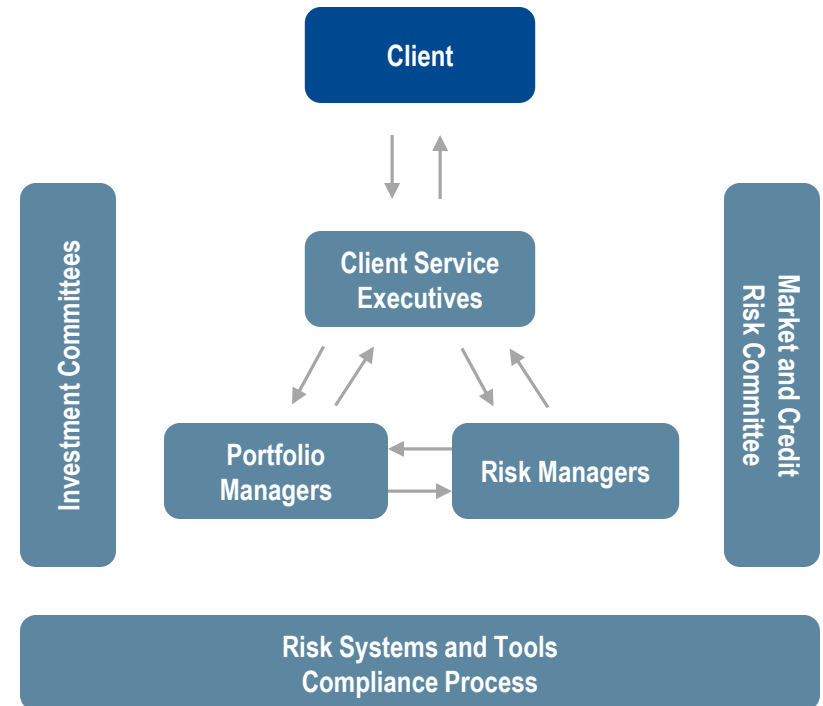 Client
Client Service
Executives
Investment Committees
Market and Credit
Risk Committee
Portfolio
Managers
Risk Managers
Risk Systems and Tools
Compliance Process